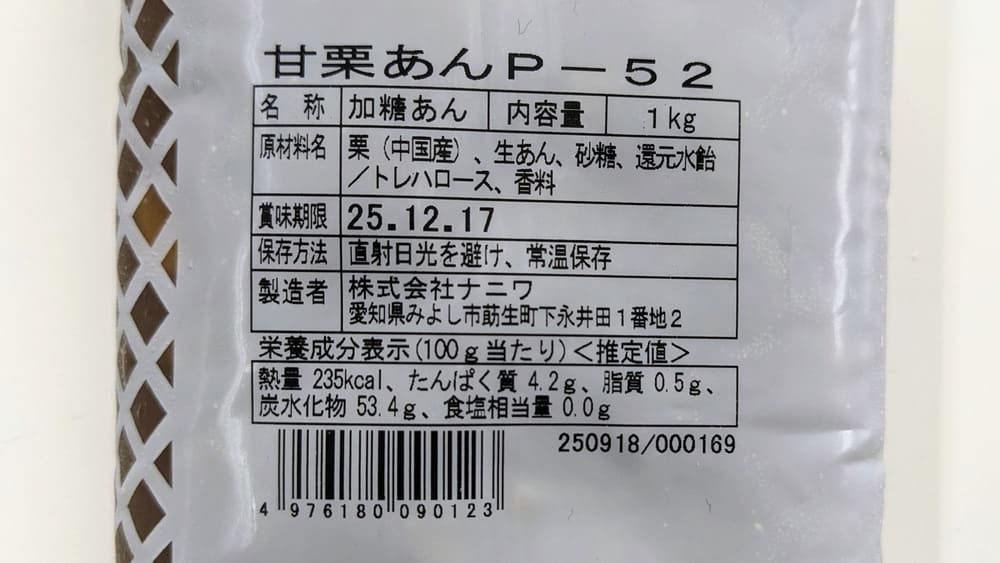 甘栗あんP－52
名 称 加糖あん 内容量 1kg
原材料名 栗（中国産）、生あん、砂糖、還元水飴
／トレハロース、香料
賞味期限 25.12.17
保存方法 直射日光を避け、常温保存
製造者 株式会社ナニワ
愛知県みよし市莇生町下永井田1番地2
栄養成分表示(100g当たり)＜推定値＞
熱量 235kcal、たんぱく質 4.2g、脂質 0.5g、
炭水化物 53.4g、食塩相当量 0.0g
250918/000169
4 976180 090123